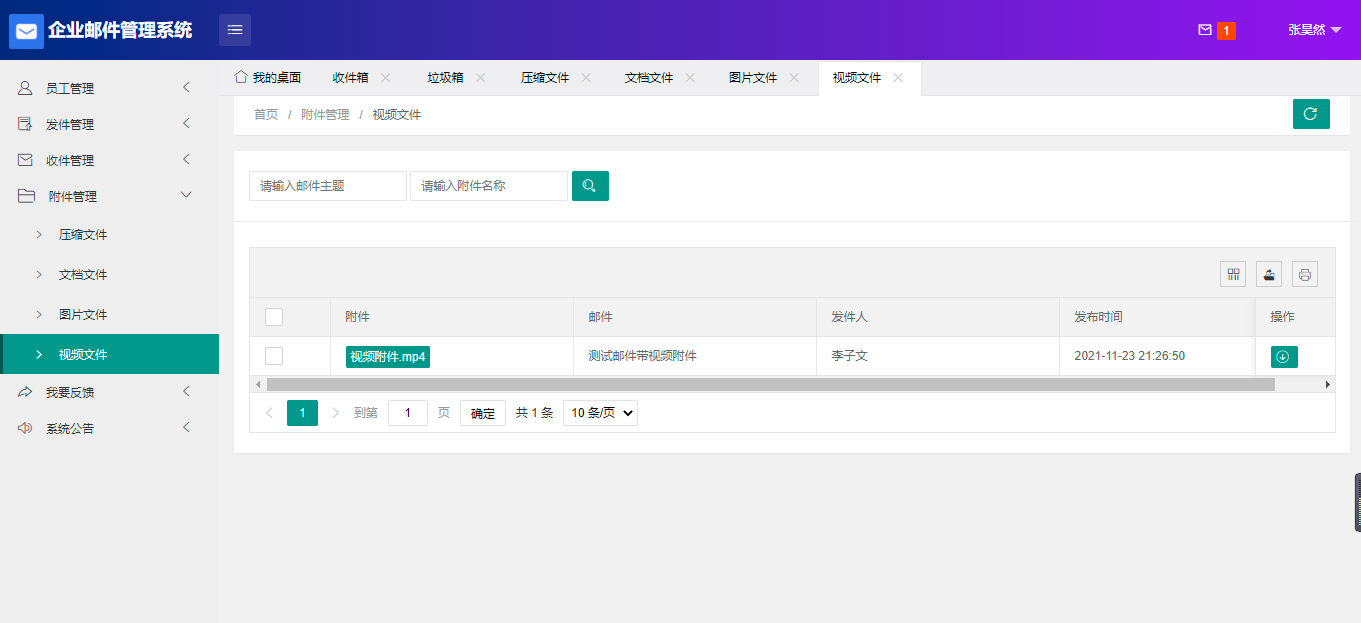 企业邮件管理系统
1
张昊然
员工管理
发件管理
收件管理
附件管理
压缩文件
文档文件
图片文件
视频文件
我要反馈
系统公告
我的桌面 收件箱 垃圾箱 压缩文件 文档文件 图片文件 视频文件
首页 / 附件管理 / 视频文件
请输入邮件主题 请输入附件名称
附件 邮件 发件人 发布时间 操作
视频附件.mp4 测试邮件带视频附件 李子文 2021-11-23 21:26:50
1 到第 1 页 确定 共 1 条 10 条/页